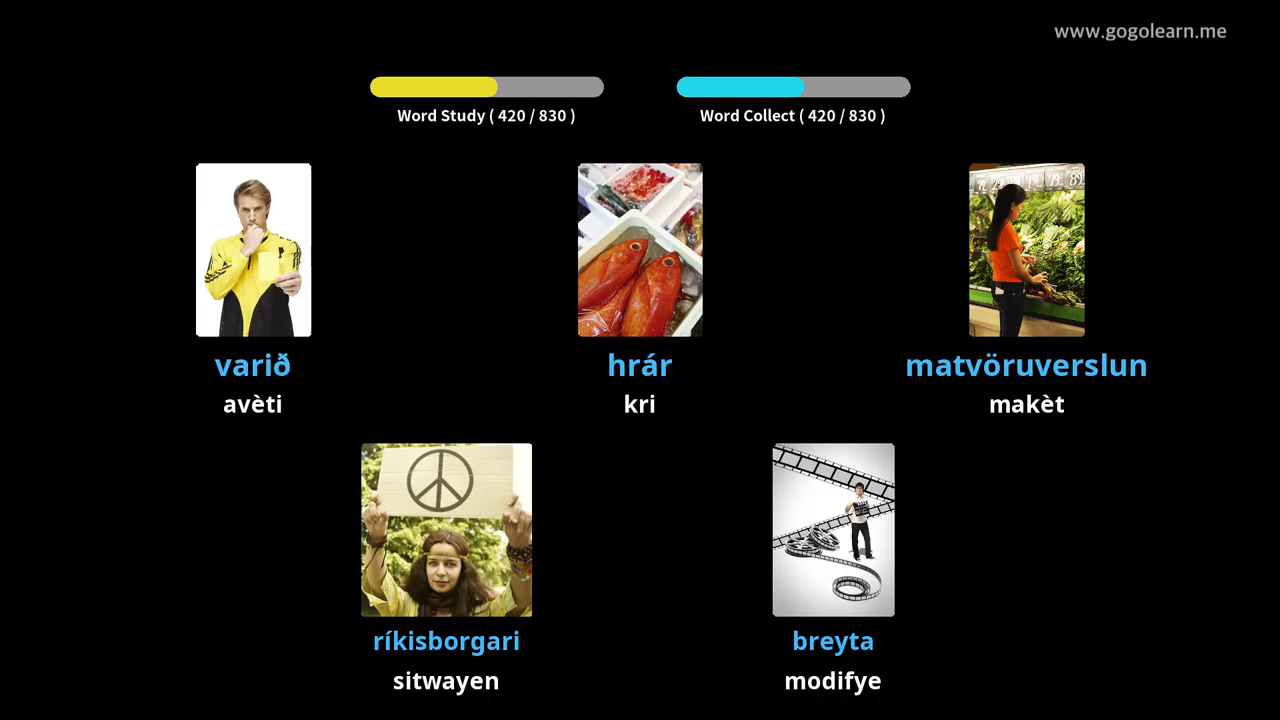 www.gogolearn.me
Word Study ( 420 / 830 )
Word Collect ( 420 / 830 )
varið
avèti
hrár
kri
matvöruverslun
makèt
ríkisborgari
sitwayen
breyta
modifye